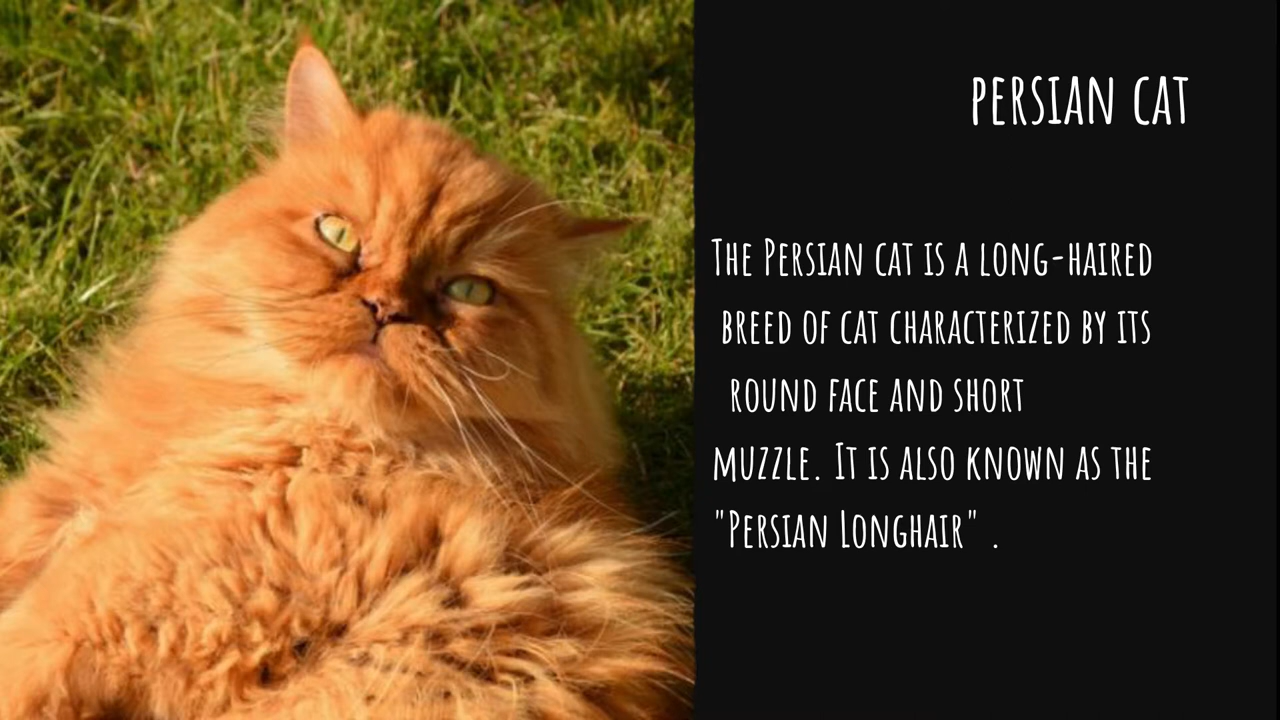 PERSIAN CAT
The Persian cat is a long-haired
breed of cat characterized by its
round face and short
muzzle. It is also known as the
"Persian Longhair" .